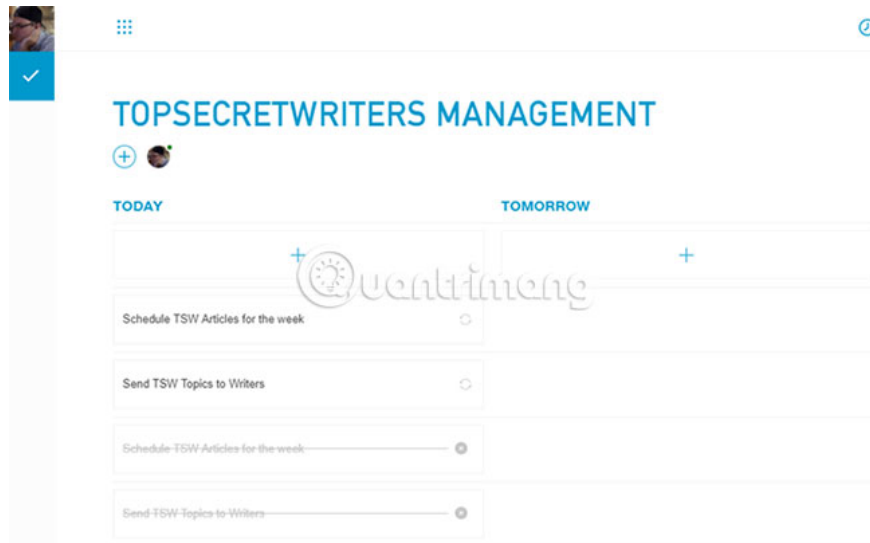 TOPSECRETWRITERS MANAGEMENT
TODAY
TOMORROW
Quantrimang
Schedule TSW Articles for the week
Send TSW Topics to Writers
Schedule TSW Articles for the week
Send TSW Topics to Writers